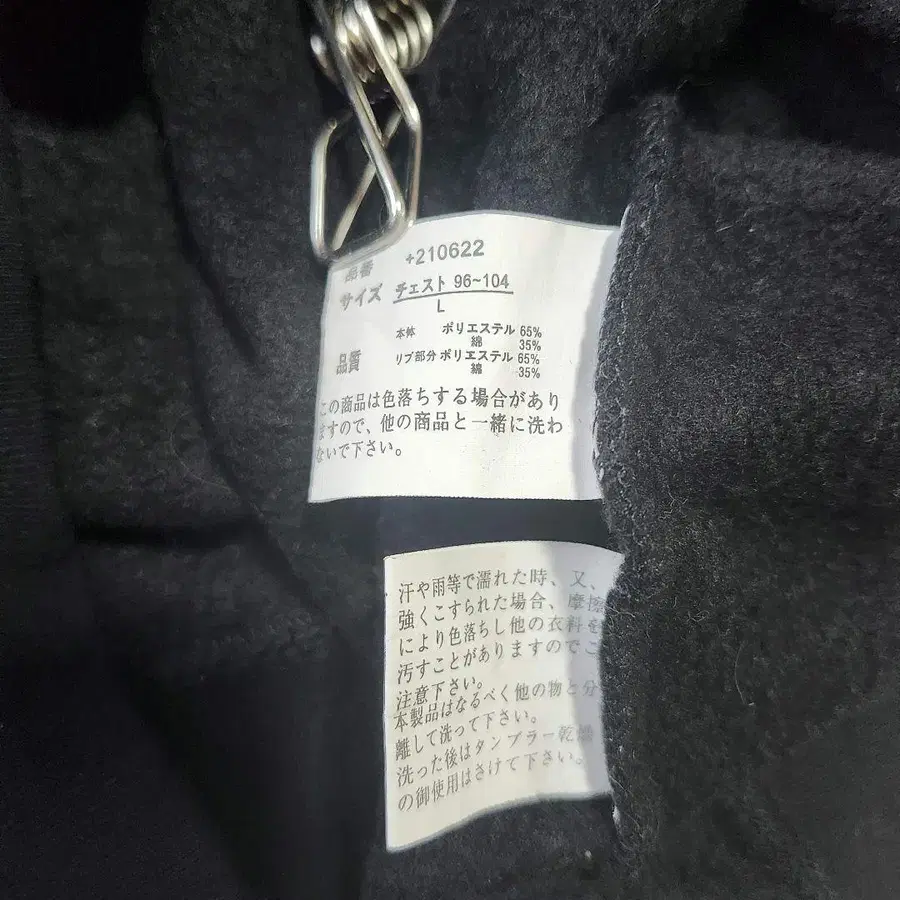 品番 +210622
サイズ チェスト 96~104
L
本体 ポリエステル 65%
綿 35%
品質 リブ部分 ポリエステル 65%
綿 35%
この商品は色落ちする場合があり
ますので、他の商品と一緒に洗わ
ないで下さい。
汗や雨等で濡れた時、又、
強くこすられた場合、摩擦
により色落ちし他の衣料を
汚すことがありますのでご
注意下さい。
本製品はなるべく他の物と分
離して洗って下さい。
洗った後はタンブラー乾燥
の御使用はさけて下さい。